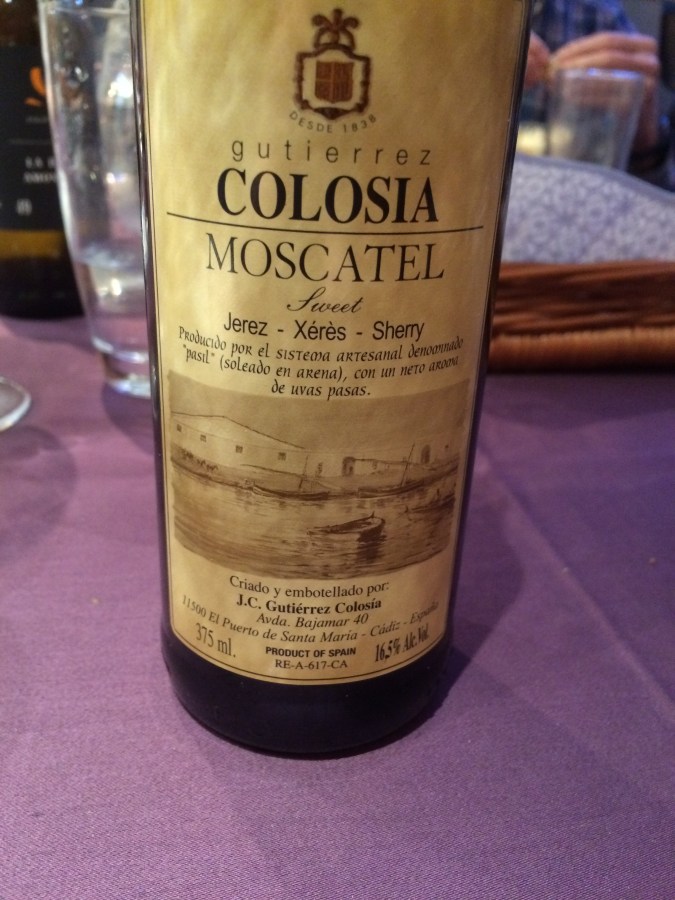 DESDE 1838
gutierrez
COLOSIA
MOSCATEL
Sweet
Jerez - Xérès - Sherry
Producido por el sistema artesanal denomnado
"pasil" (soleado en arena), con un neto aroma
de uvas pasas.
Criado y embotellado por:
J.C. Gutiérrez Colosía
Avda. Bajamar 40
11500 El Puerto de Santa María - Cádiz - España
375 ml.
PRODUCT OF SPAIN
16,5% Alc.Vol.
RE-A-617-CA